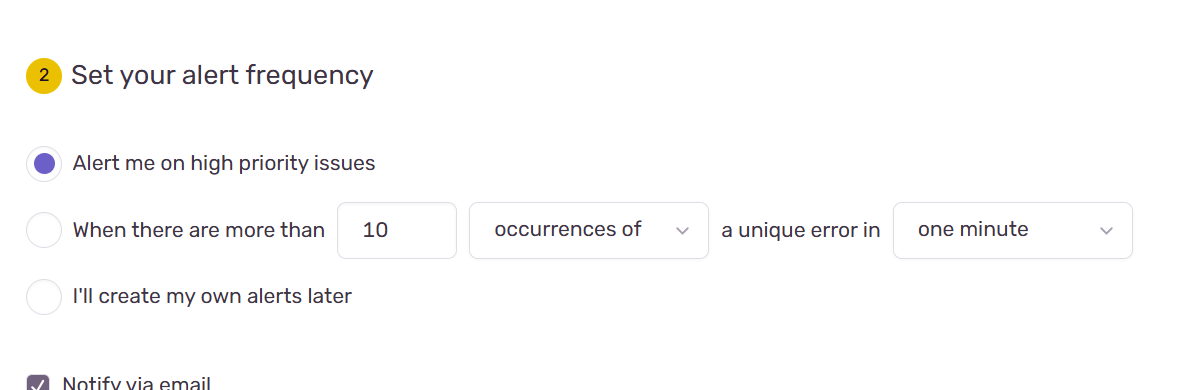 2 Set your alert frequency
Alert me on high priority issues
When there are more than 10 occurrences of a unique error in one minute
I'll create my own alerts later
Notify via email